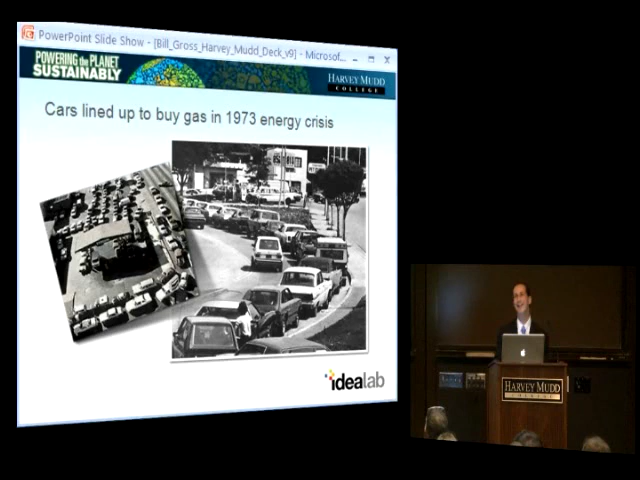 PowerPoint Slide Show - [Bill_Gross_Harvey_Mudd_Deck_v9] - Microsof...
POWERING the PLANET
SUSTAINABLY
HARVEY MUDD
COLLEGE
Cars lined up to buy gas in 1973 energy crisis
idealab
HARVEY MUDD
COLLEGE